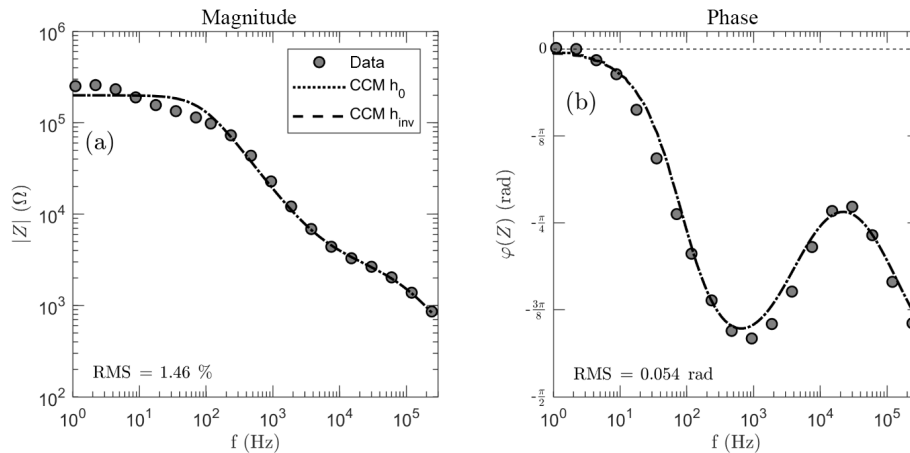 Magnitude
Phase
10^6
10^5
10^4
10^3
10^2
|Z| (Ω)
Data
CCM h_0
CCM h_inv
(a)
RMS = 1.46 %
10^0 10^1 10^2 10^3 10^4 10^5
f (Hz)
0
-π/8
-π/4
-3π/8
-π/2
φ(Z) (rad)
(b)
RMS = 0.054 rad
10^0 10^1 10^2 10^3 10^4 10^5
f (Hz)